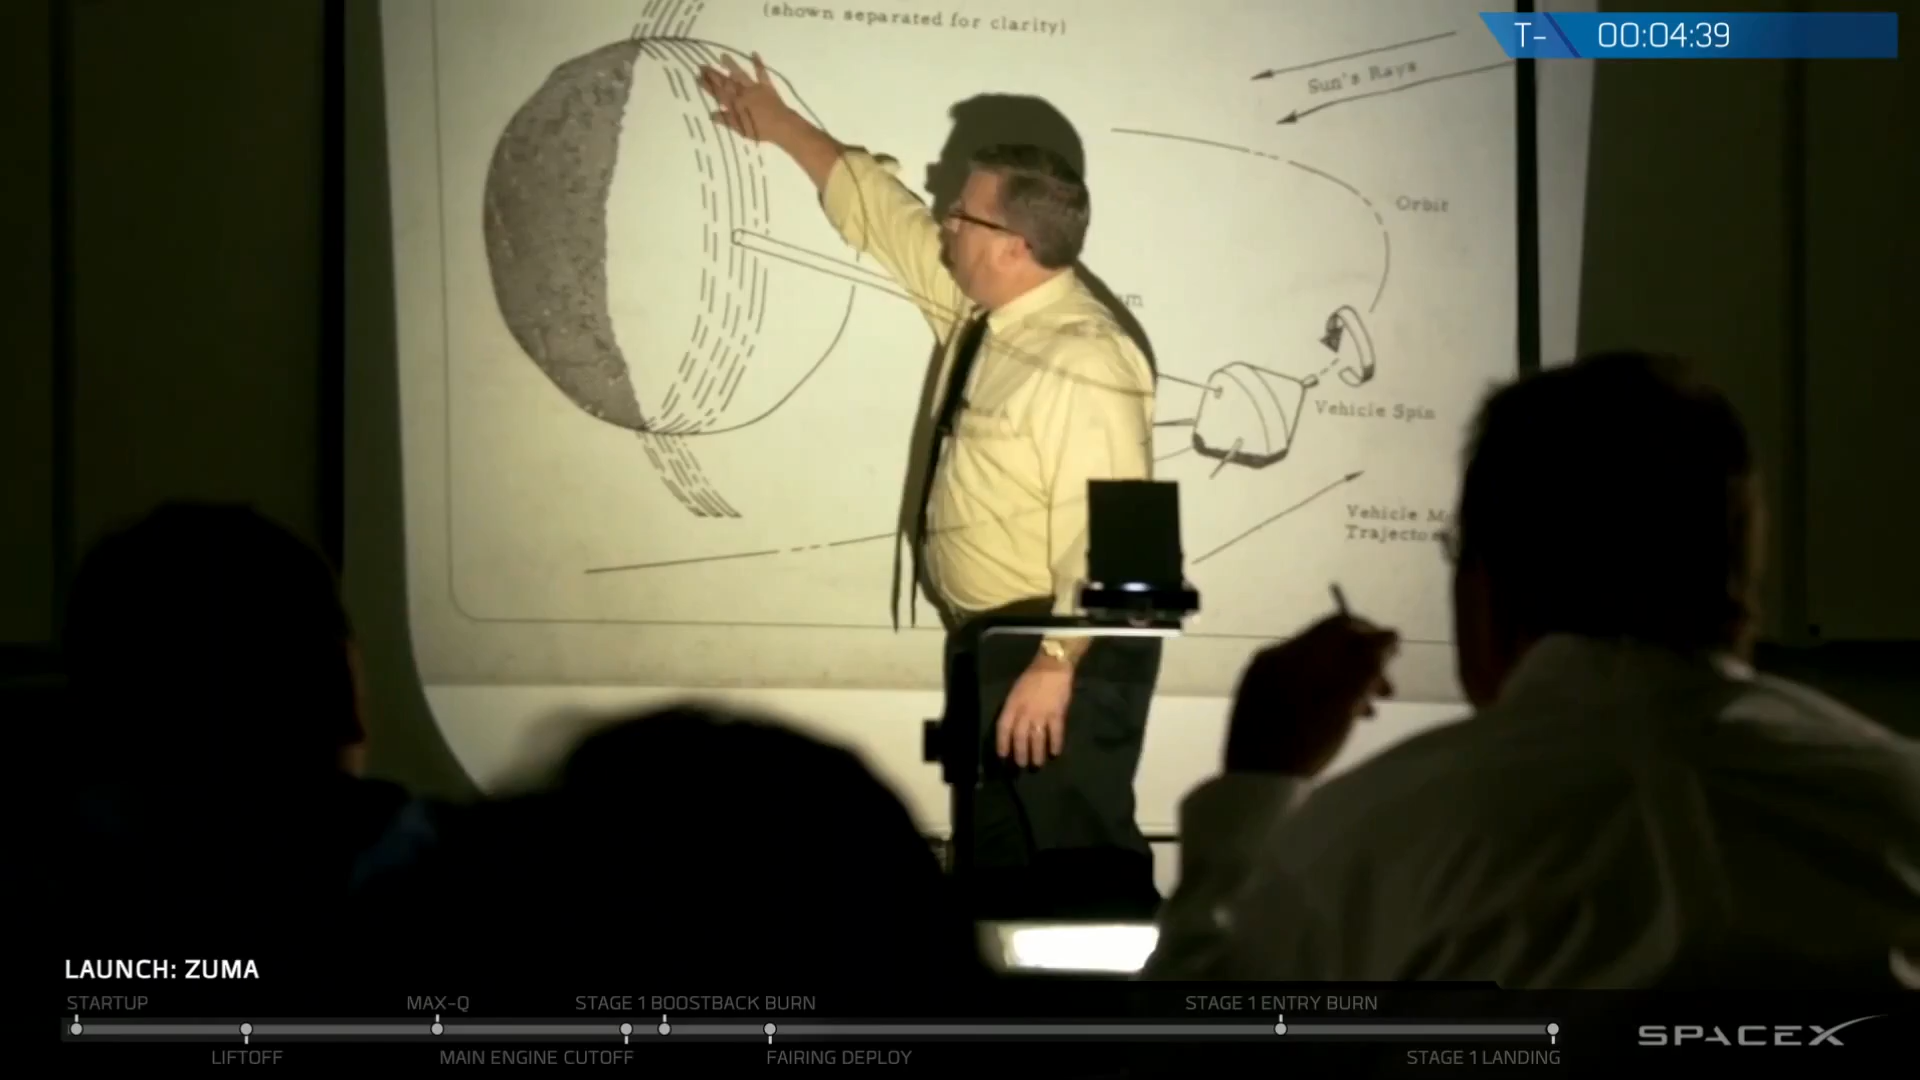 (shown separated for clarity)
T- 00:04:39
Sun's Rays
Orbit
Vehicle Spin
Vehicle
LAUNCH: ZUMA
STARTUP
MAX-Q
STAGE 1 BOOSTBACK BURN
STAGE 1 ENTRY BURN
LIFTOFF
MAIN ENGINE CUTOFF
FAIRING DEPLOY
STAGE 1 LANDING
SPACEX